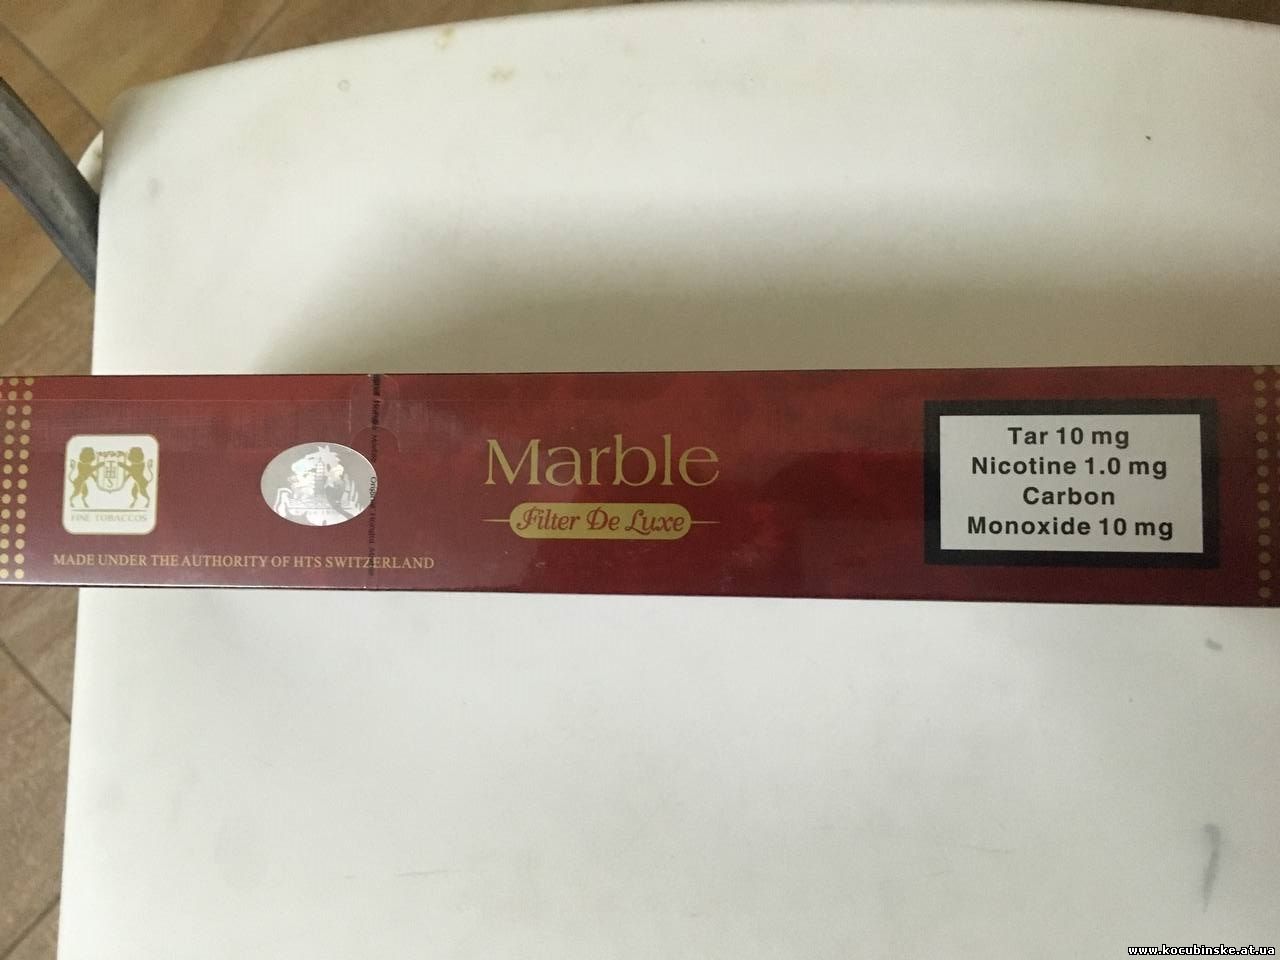 HTS
FINE TOBACCOS
MADE UNDER THE AUTHORITY OF HTS SWITZERLAND
Marble
Filter De Luxe
Tar 10 mg
Nicotine 1.0 mg
Carbon
Monoxide 10 mg
www.kocubinske.at.ua